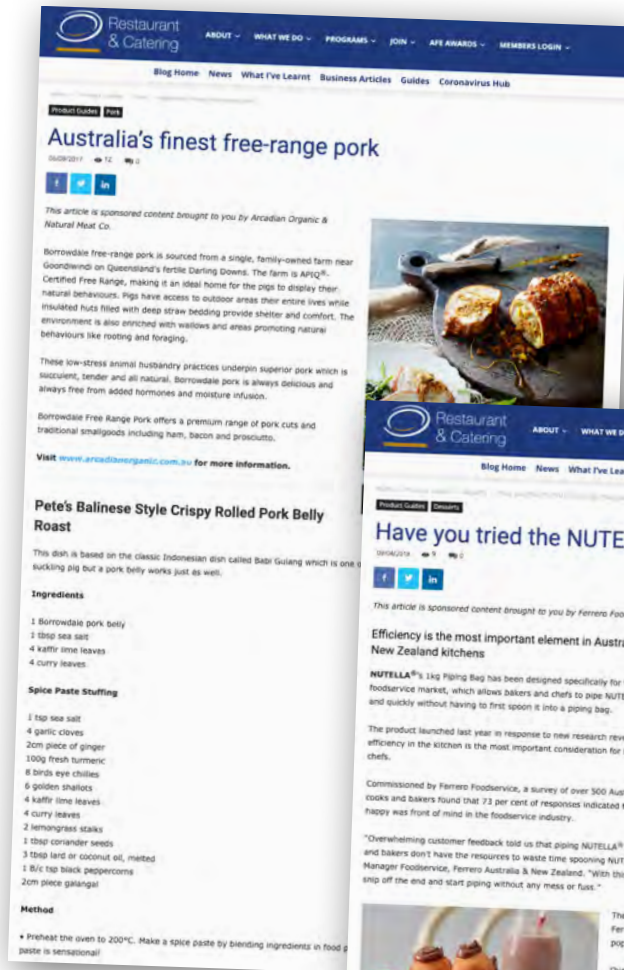 Restaurant
& Catering
ABOUT WHAT WE DO PROGRAMS JOIN AFE AWARDS MEMBERS LOGIN
Blog Home News What I've Learnt Business Articles Guides Coronavirus Hub
Product Guides Pork
Australia's finest free-range pork
12 0
f in
This article is sponsored content brought to you by Arcadian Organic &
Natural Meat Co.
Borrowdale free-range pork is sourced from a single, family-owned farm near
Goondiwindi on Queensland's fertile Darling Downs. The farm is APIQ®.
Certified Free Range, making it an ideal home for the pigs to display their
natural behaviours. Pigs have access to outdoor areas their entire lives while
insulated huts filled with deep straw bedding provide shelter and comfort. The
environment is also enriched with wallows and areas promoting natural
behaviours like rooting and foraging.
These low-stress animal husbandry practices underpin superior pork which is
succulent, tender and all natural. Borrowdale pork is always delicious and
always free from added hormones and moisture infusion.
Borrowdale Free Range Pork offers a premium range of pork cuts and
traditional smallgoods including ham, bacon and prosciutto.
Visit www.arcadianorganic.com.au for more information.
Pete's Balinese Style Crispy Rolled Pork Belly
Roast
This dish is based on the classic Indonesian dish called Babi Gulang which is one
suckling pig but a pork belly works just as well.
Ingredients
1 Borrowdale pork belly
1 tbsp sea salt
4 kaffir lime leaves
4 curry leaves
Spice Paste Stuffing
1 tsp sea salt
4 garlic cloves
2cm piece of ginger
100g fresh turmeric
8 birds eye chillies
6 golden shallots
4 kaffir lime leaves
4 curry leaves
2 lemongrass stalks
1 tbsp coriander seeds
3 tbsp lard or coconut oil, melted
1 B/c tsp black peppercorns
2cm piece galangal
Method
• Preheat the oven to 200°C. Make a spice paste by blending ingredients in food p
paste is sensational!
Restaurant
& Catering
ABOUT WHAT WE D
Blog Home News What I've Lea
Product Guides Desserts
Have you tried the NUTE
9 0
f in
This article is sponsored content brought to you by Ferrero Foo
Efficiency is the most important element in Austra
New Zealand kitchens
NUTELLA®'s 1kg Piping Bag has been designed specifically for
foodservice market, which allows bakers and chefs to pipe NUTE
and quickly without having to first spoon it into a piping bag.
The product launched last year in response to new research reve
efficiency in the kitchen is the most important consideration for
chefs.
Commissioned by Ferrero Foodservice, a survey of over 500 Aus
cooks and bakers found that 73 per cent of responses indicated
happy was front of mind in the foodservice industry.
"Overwhelming customer feedback told us that piping NUTELLA®
and bakers don't have the resources to waste time spooning NUT
Manager Foodservice, Ferrero Australia & New Zealand. "With thi
snip off the end and start piping without any mess or fuss."
The
Fer
pop